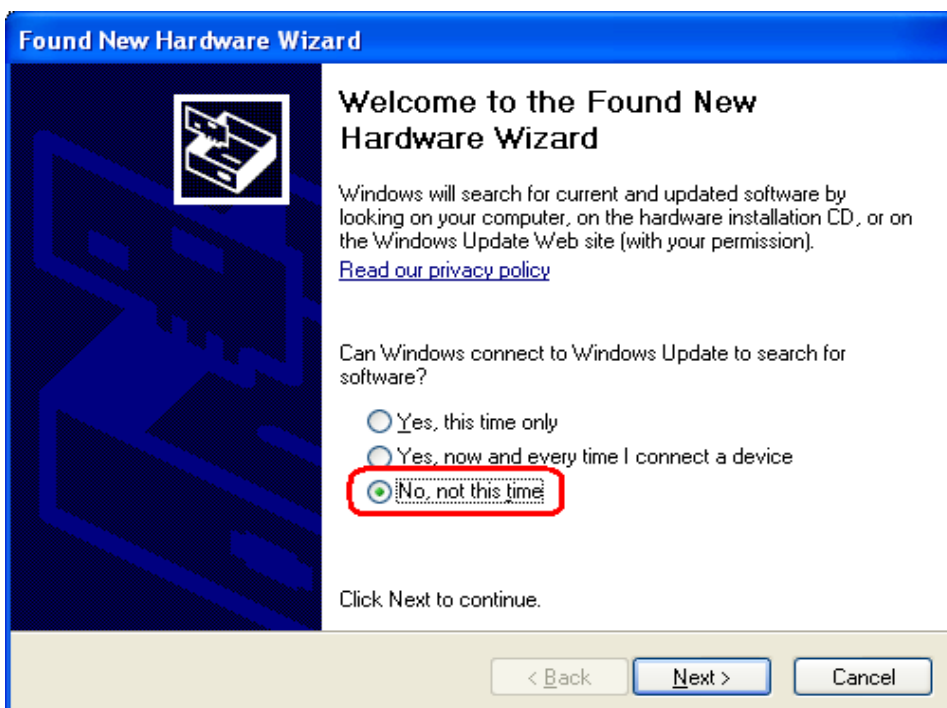 Found New Hardware Wizard
Welcome to the Found New
Hardware Wizard
Windows will search for current and updated software by
looking on your computer, on the hardware installation CD, or on
the Windows Update Web site (with your permission).
Read our privacy policy
Can Windows connect to Windows Update to search for
software?
Yes, this time only
Yes, now and every time I connect a device
No, not this time
Click Next to continue.
< Back
Next >
Cancel